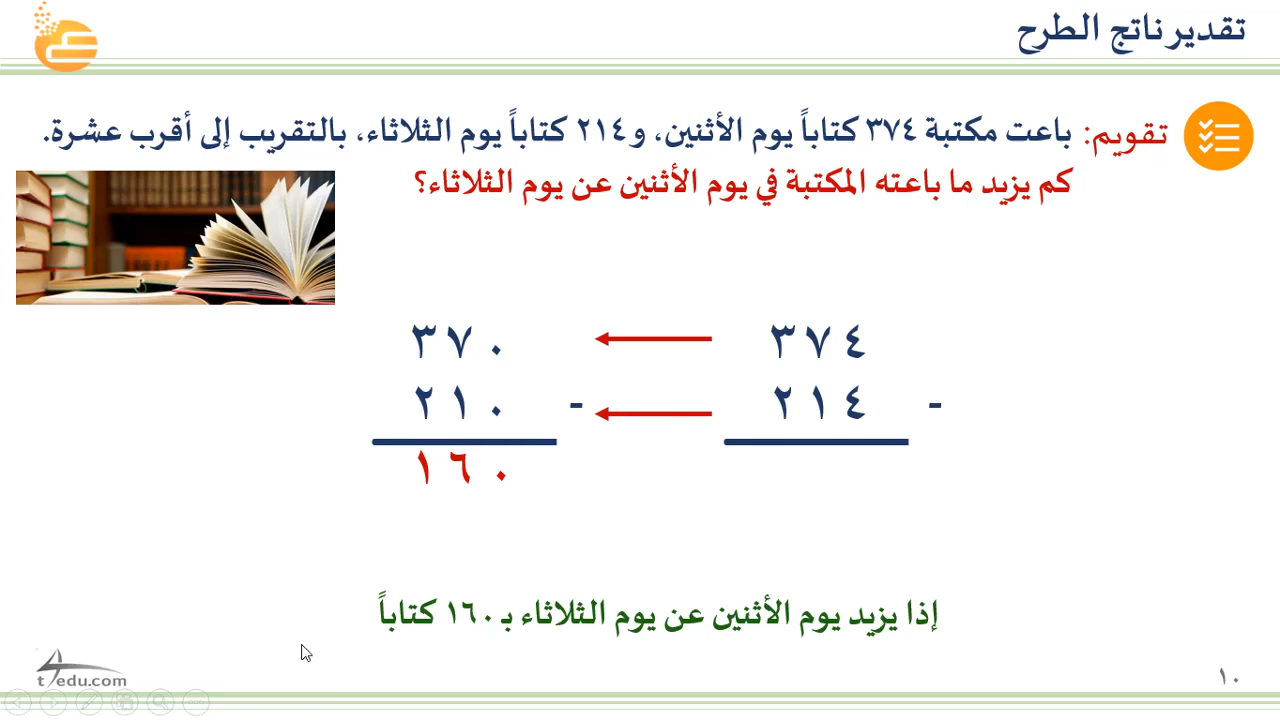 تقدير ناتج الطرح
تقويم: باعت مكتبة ٣٧٤ كتاباً يوم الأثنين، و٢١٤ كتاباً يوم الثلاثاء، بالتقريب إلى أقرب عشرة.
كم يزيد ما باعته المكتبة في يوم الأثنين عن يوم الثلاثاء؟
٣٧٤ ٣٧٠
- ٢١٤ - ٢١٠
١٦٠
إذا يزيد يوم الأثنين عن يوم الثلاثاء بـ ١٦٠ كتاباً
t4edu.com
١٠